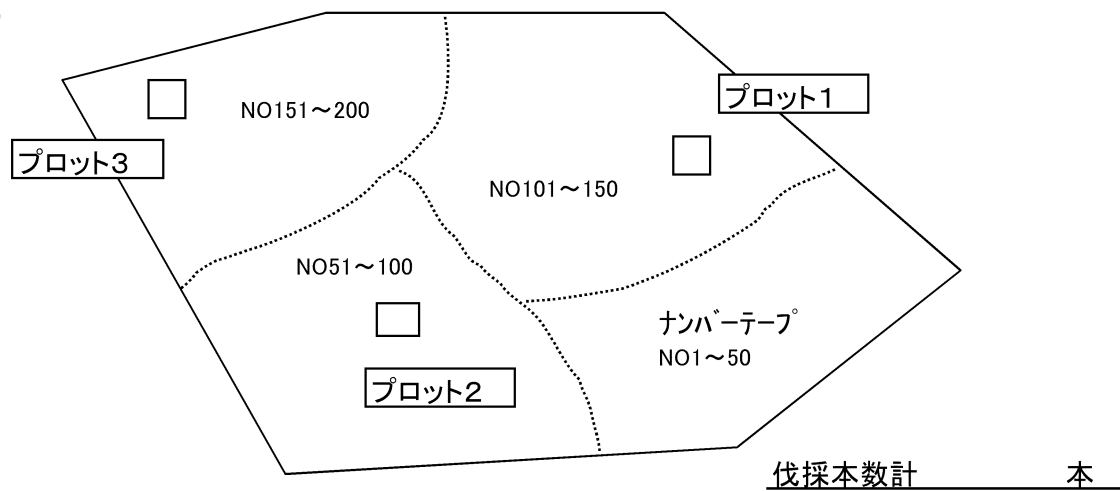 プロット1
NO151～200
プロット3
NO101～150
NO51～100
ナンバーテープ
NO1～50
プロット2
伐採本数計 本